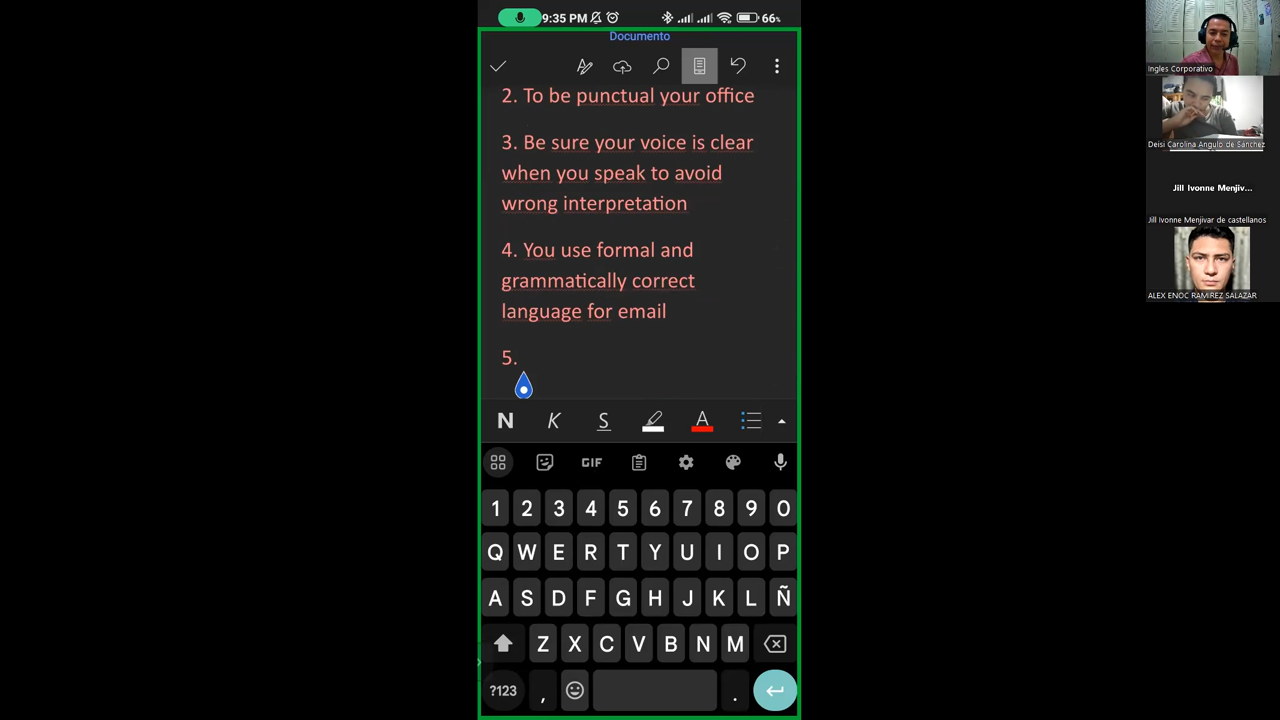 9:35 PM
66%
Documento
2. To be punctual your office
3. Be sure your voice is clear
when you speak to avoid
wrong interpretation
4. You use formal and
grammatically correct
language for email
5.
N K S A
GIF
1 2 3 4 5 6 7 8 9 0
Q W E R T Y U I O P
A S D F G H J K L Ñ
Z X C V B N M
?123 , .
Ingles Corporativo
Deisi Carolina Angulo de Sánchez
Jill Ivonne Menjiv...
Jill Ivonne Menjivar de castellanos
ALEX ENOC RAMIREZ SALAZAR